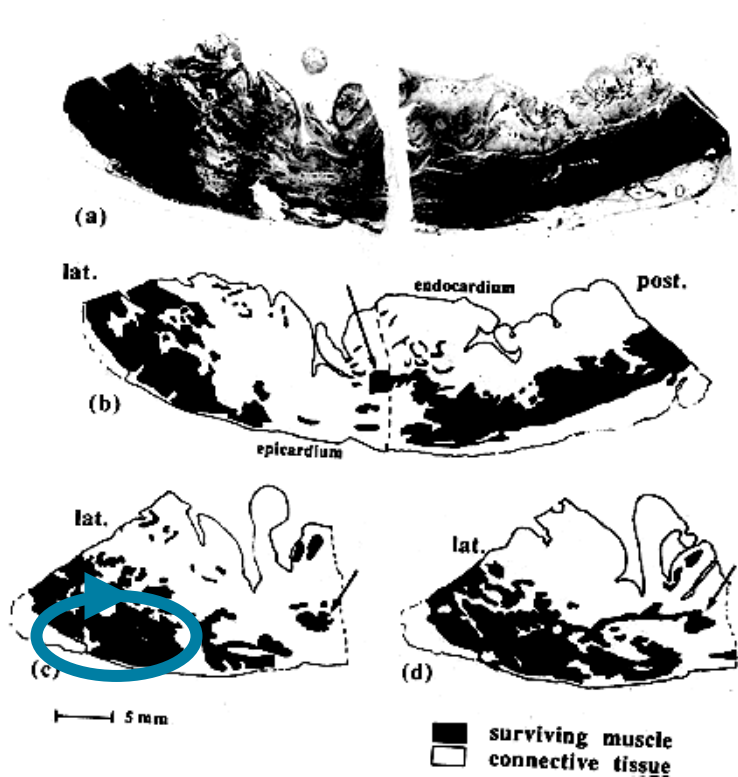 (a)
lat.
endocardium
post.
(b)
epicardium
lat.
lat.
(c)
(d)
5 mm
surviving muscle
connective tissue